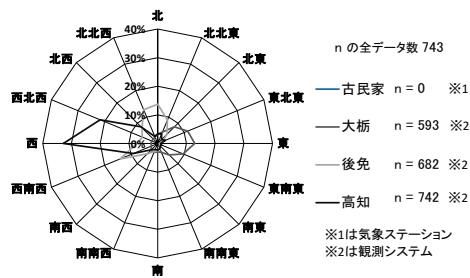 北
北北東
北東
東北東
東
東南東
南東
南南東
南
南南西
南西
西南西
西
西北西
北西
北北西
40%
30%
20%
10%
0%
n の全データ数 743
古民家 n = 0 ※1
大栃 n = 593 ※2
後免 n = 682 ※2
高知 n = 742 ※2
※1は気象ステーション
※2は観測システム